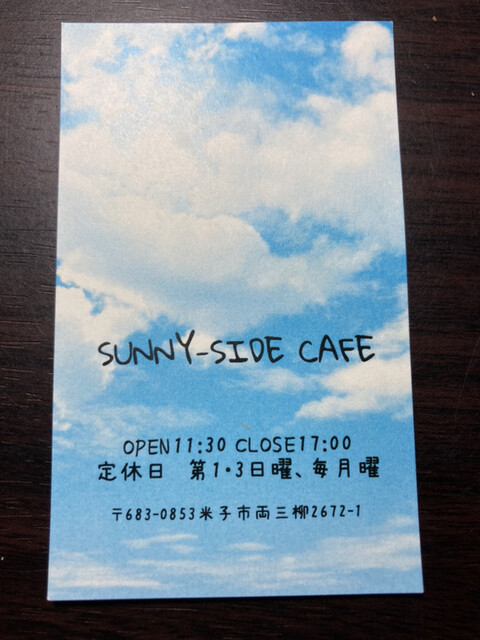 SUNNY-SIDE CAFE
OPEN11:30 CLOSE17:00
定休日　第1・3日曜、毎月曜
〒683-0853米子市両三柳2672-1